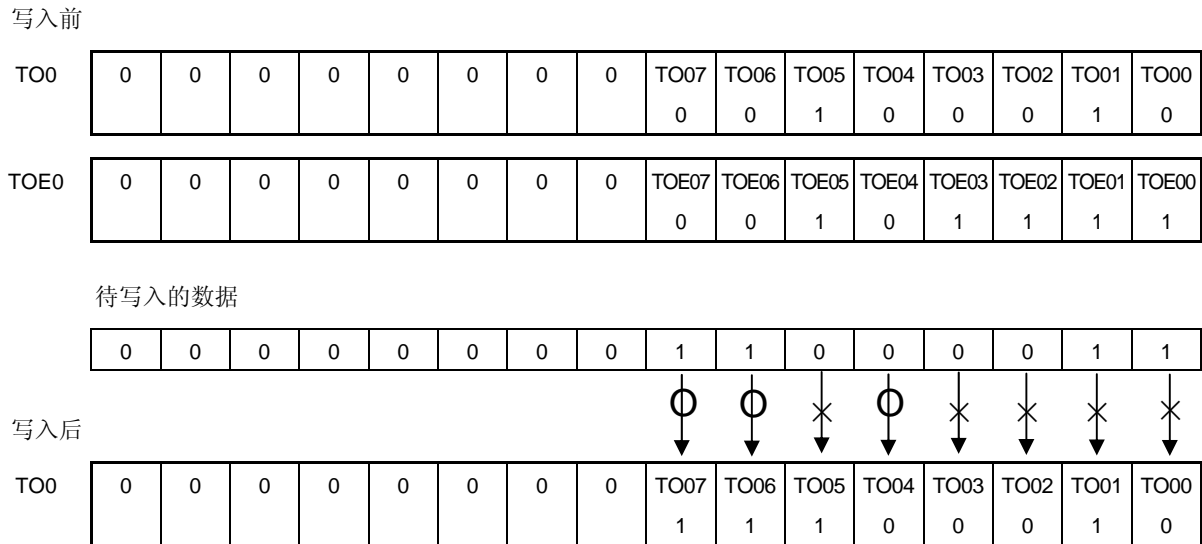 写入前
TO0 0 0 0 0 0 0 0 0 TO07 TO06 TO05 TO04 TO03 TO02 TO01 TO00
0 0 1 0 0 0 1 0
TOE0 0 0 0 0 0 0 0 0 TOE07 TOE06 TOE05 TOE04 TOE03 TOE02 TOE01 TOE00
0 0 1 0 1 1 1 1
待写入的数据
0 0 0 0 0 0 0 0 1 1 0 0 0 0 1 1
O O × O × × × ×
写入后
TO0 0 0 0 0 0 0 0 0 TO07 TO06 TO05 TO04 TO03 TO02 TO01 TO00
1 1 1 0 0 0 1 0